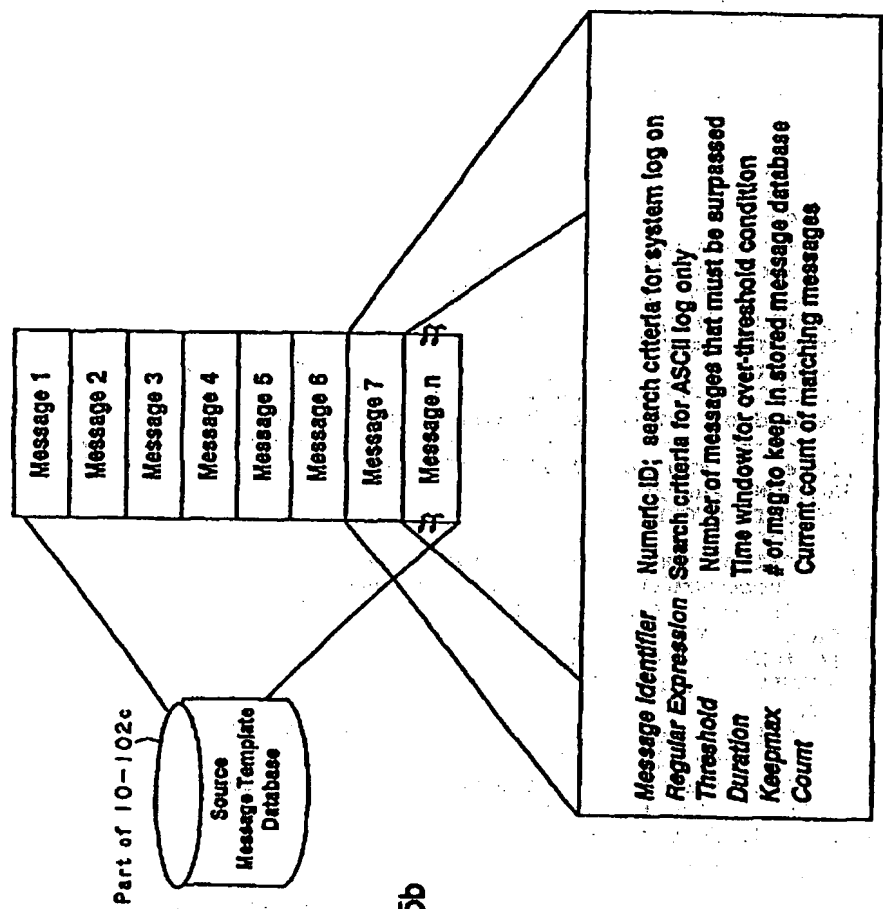 Part of 10-102c
Source
Message Template
Database
Message 1
Message 2
Message 3
Message 4
Message 5
Message 6
Message 7
Message n
Message Identifier Numeric ID; search criteria for system log on
Regular Expression Search criteria for ASCII log only
Threshold Number of messages that must be surpassed
Duration Time window for over-threshold condition
Keepmax # of msg to keep in stored message database
Count Current count of matching messages
5b